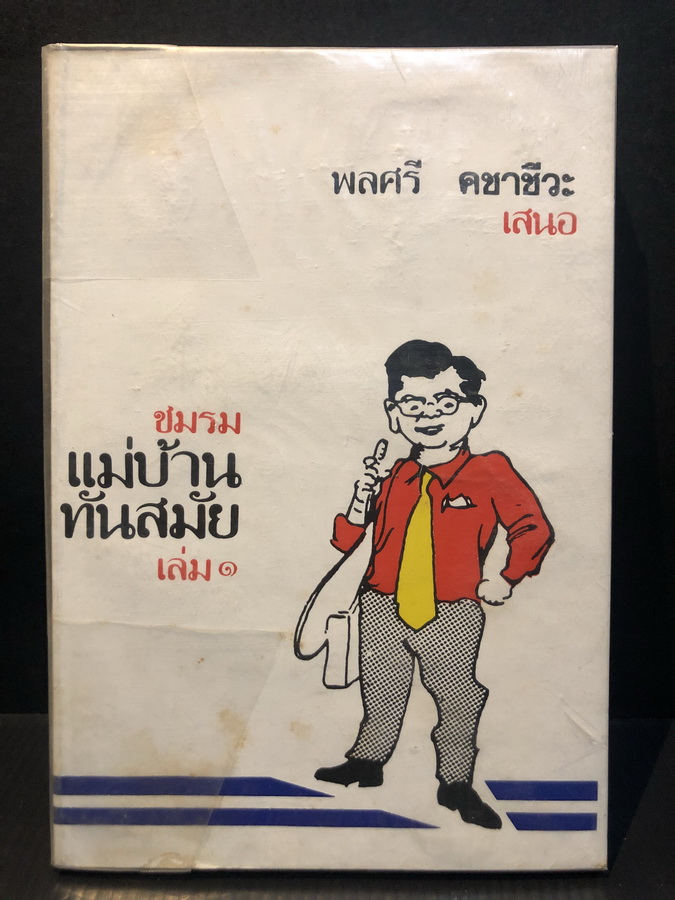 พลศรี คชาชีวะ
เสนอ
ชมรม
แม่บ้าน
ทันสมัย
เล่ม ๑